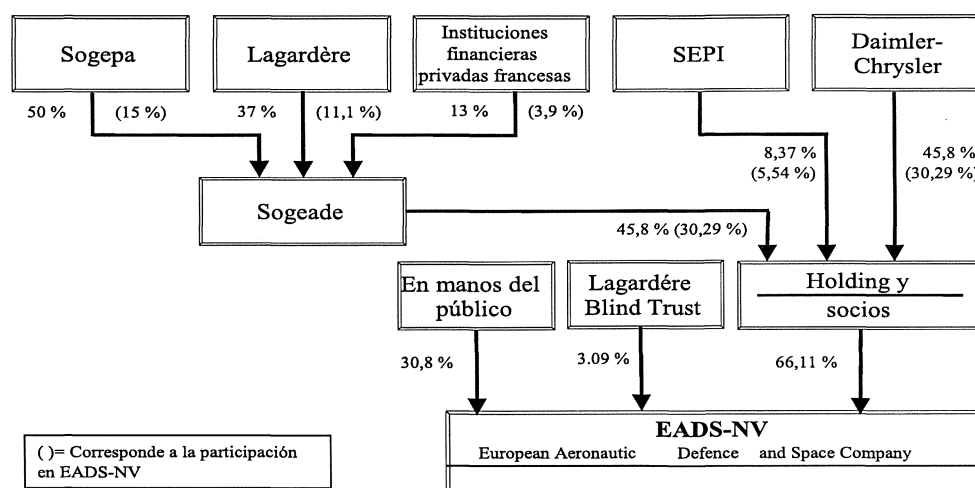 Sogepa
Lagardère
Instituciones
financieras
privadas francesas
SEPI
Daimler-
Chrysler
50 %
(15 %)
37 %
(11,1 %)
13 %
(3,9 %)
8,37 %
(5,54 %)
45,8 %
(30,29 %)
Sogeade
45,8 % (30,29 %)
En manos del
público
Lagardére
Blind Trust
Holding y
socios
30,8 %
3.09 %
66,11 %
EADS-NV
European Aeronautic Defence and Space Company
( )= Corresponde a la participación
en EADS-NV